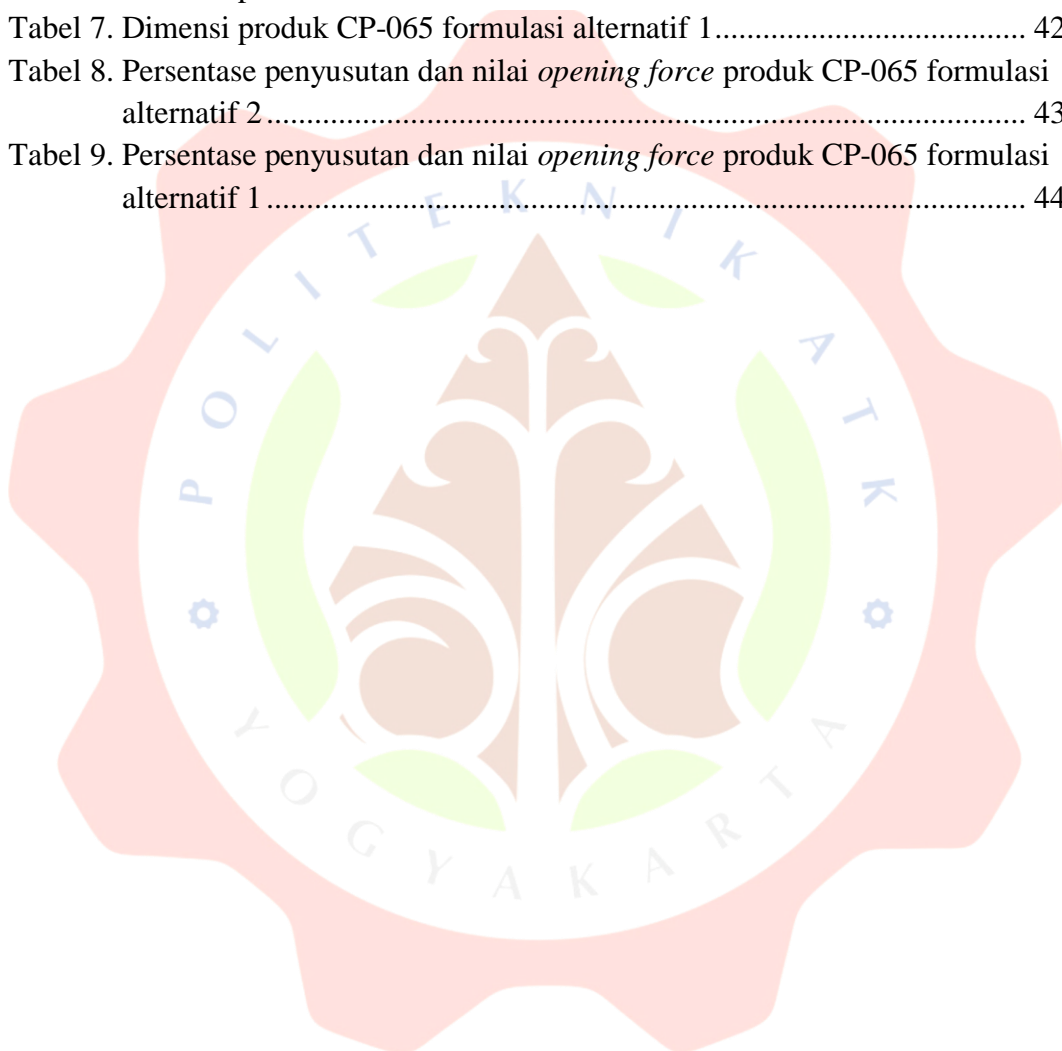 Tabel 7. Dimensi produk CP-065 formulasi alternatif 1................................... 42
Tabel 8. Persentase penyusutan dan nilai opening force produk CP-065 formulasi
alternatif 2..................................................................................... 43
Tabel 9. Persentase penyusutan dan nilai opening force produk CP-065 formulasi
alternatif 1..................................................................................... 44
POLITEKNIK ATK
YOGYAKARTA